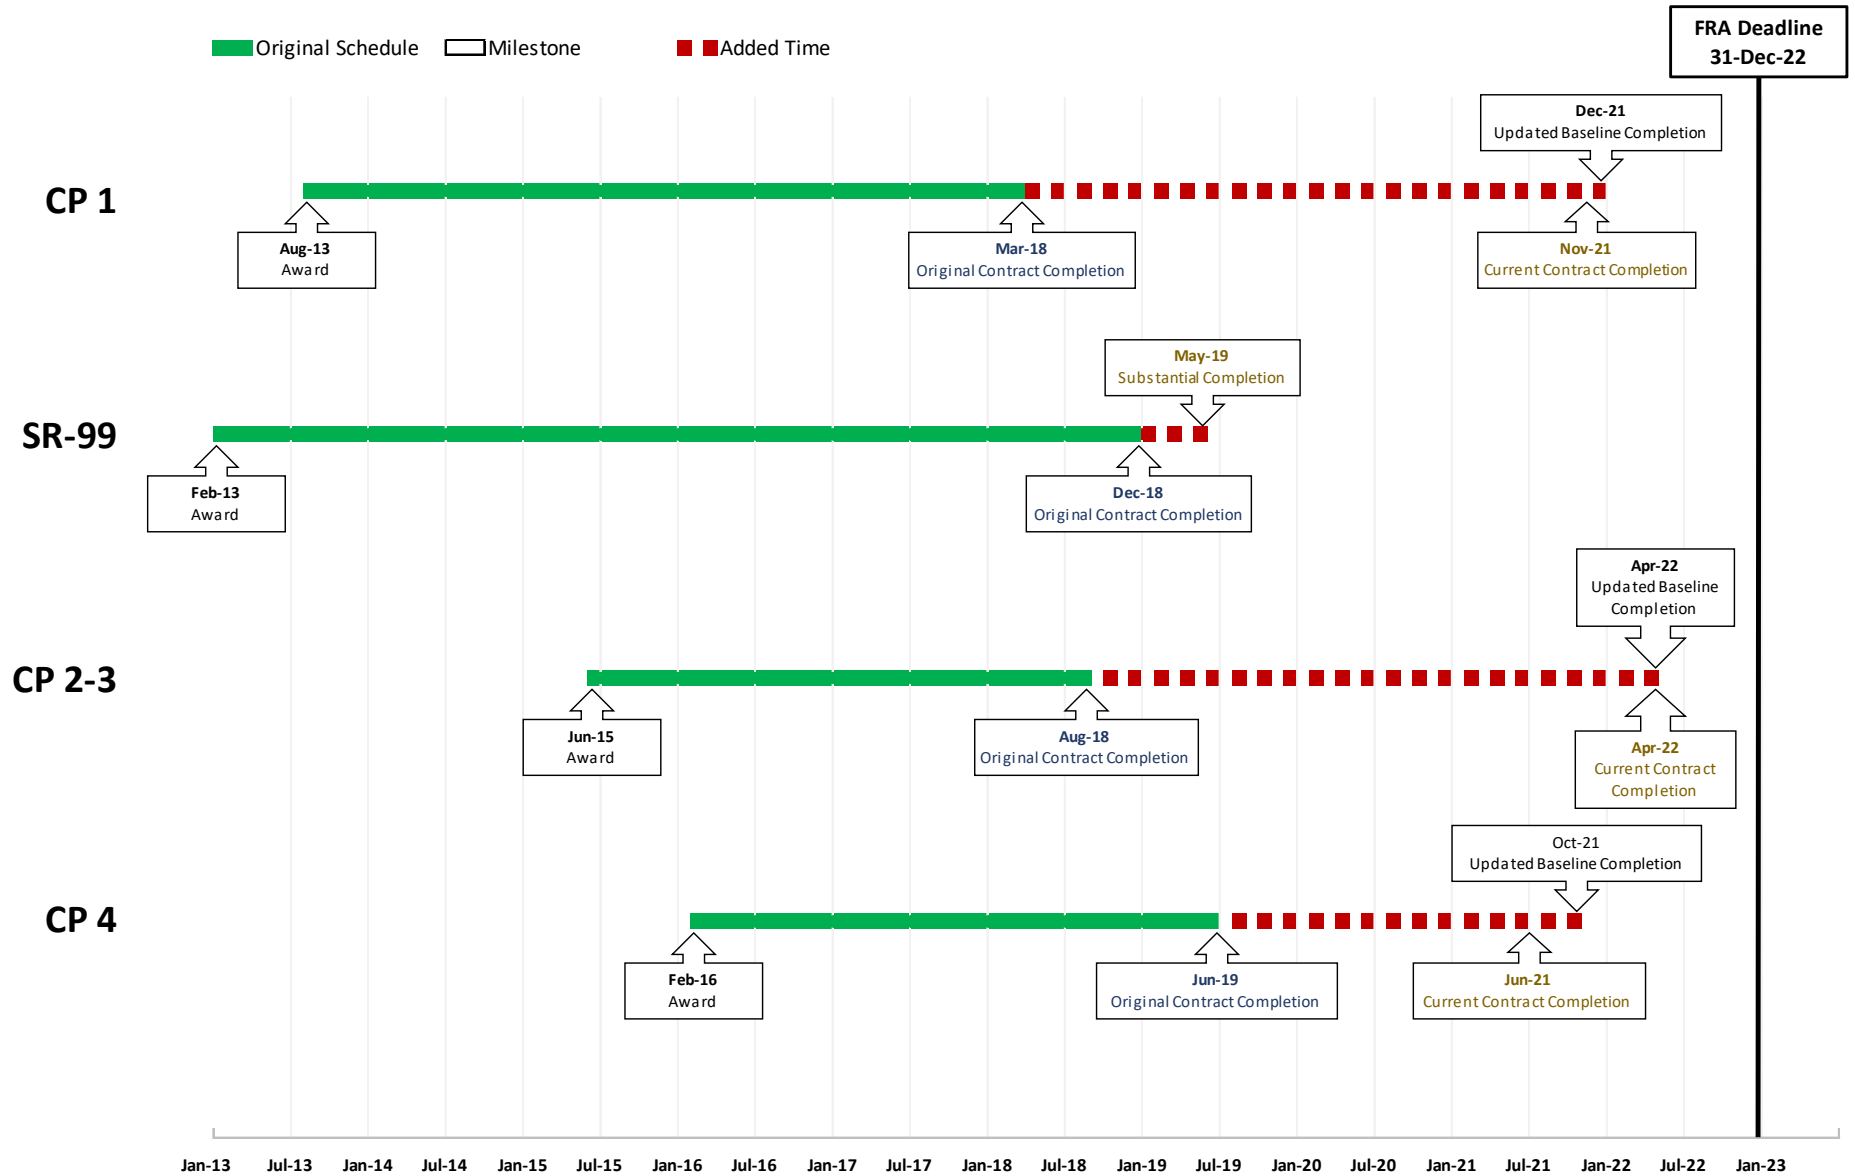 FRA Deadline
31-Dec-22
Original Schedule
Milestone
Added Time
Dec-21
Updated Baseline Completion
CP 1
Aug-13
Award
Mar-18
Original Contract Completion
Nov-21
Current Contract Completion
May-19
Substantial Completion
SR-99
Feb-13
Award
Dec-18
Original Contract Completion
Apr-22
Updated Baseline
Completion
CP 2-3
Jun-15
Award
Aug-18
Original Contract Completion
Apr-22
Current Contract
Completion
Oct-21
Updated Baseline Completion
CP 4
Feb-16
Award
Jun-19
Original Contract Completion
Jun-21
Current Contract Completion
Jan-13 Jul-13 Jan-14 Jul-14 Jan-15 Jul-15 Jan-16 Jul-16 Jan-17 Jul-17 Jan-18 Jul-18 Jan-19 Jul-19 Jan-20 Jul-20 Jan-21 Jul-21 Jan-22 Jul-22 Jan-23